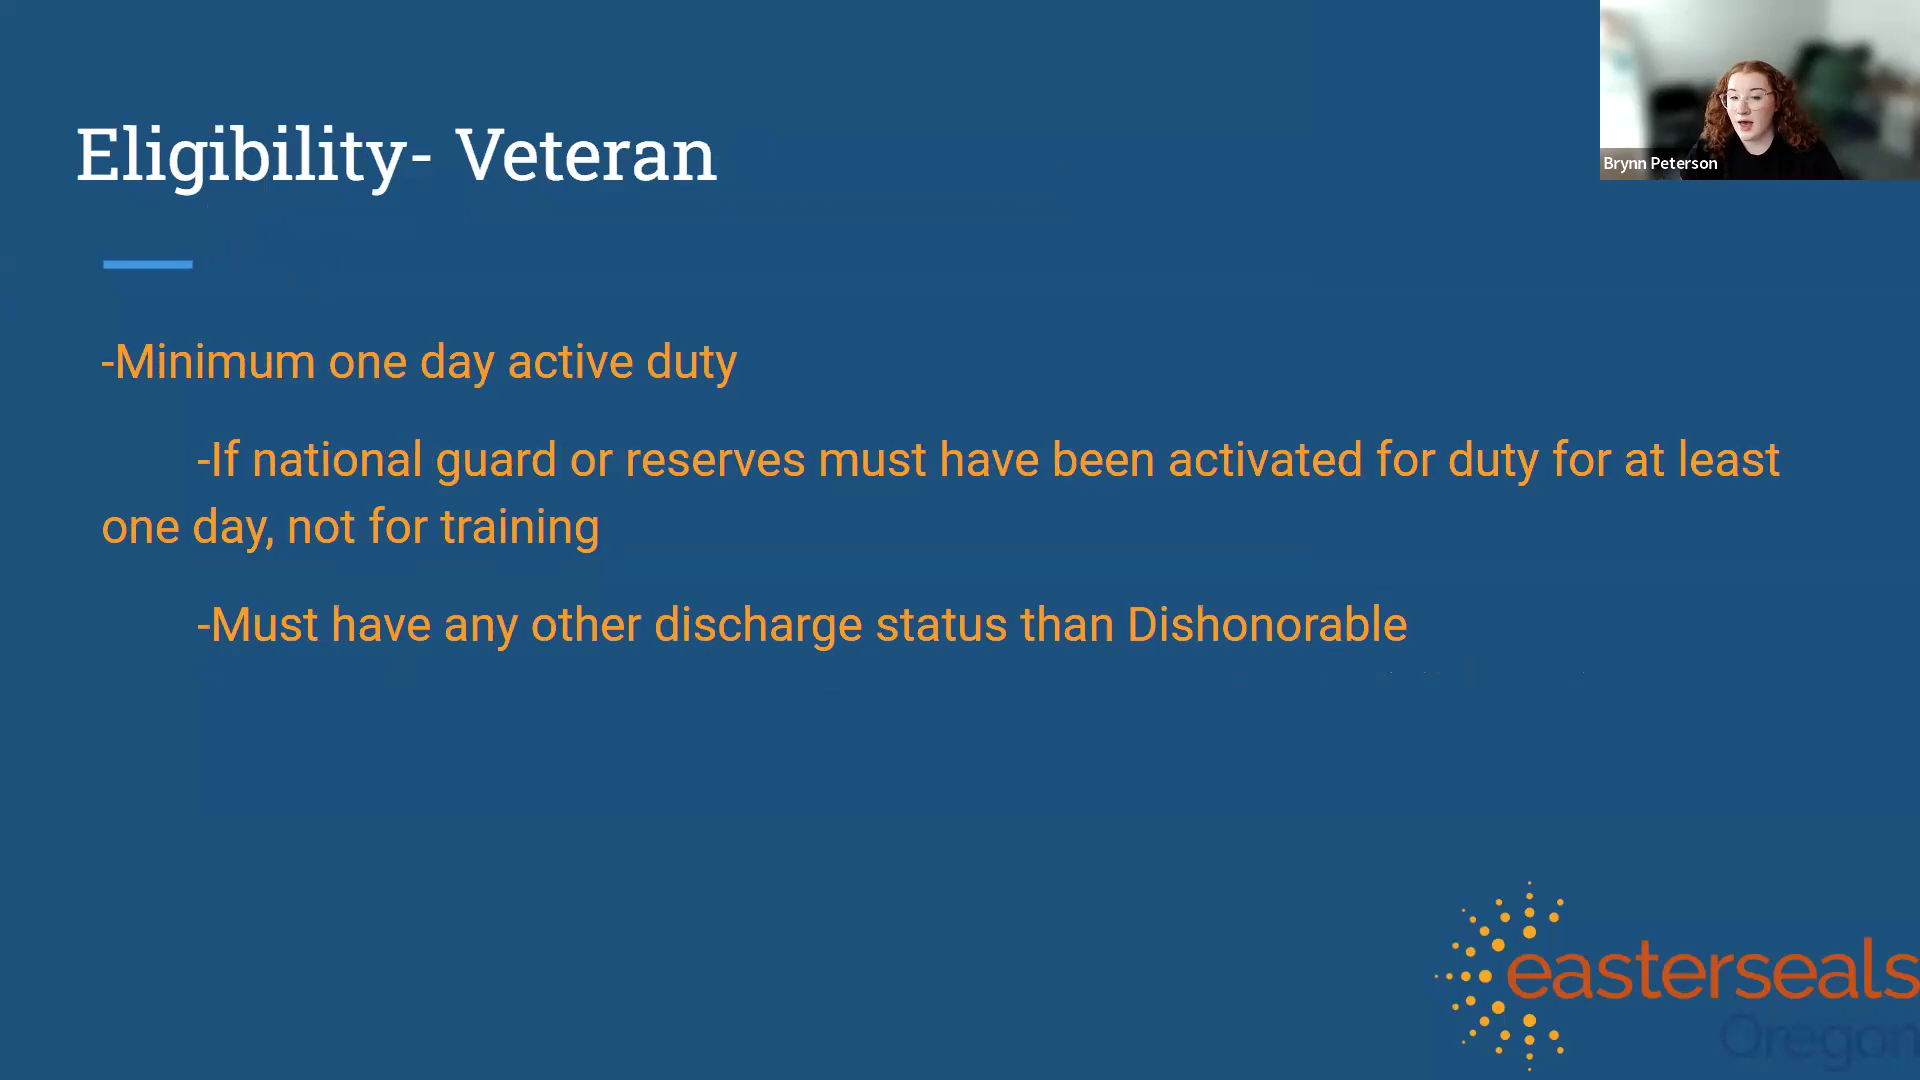 Eligibility- Veteran
Brynn Peterson
-Minimum one day active duty
-If national guard or reserves must have been activated for duty for at least
one day, not for training
-Must have any other discharge status than Dishonorable
easterseals
Oregon